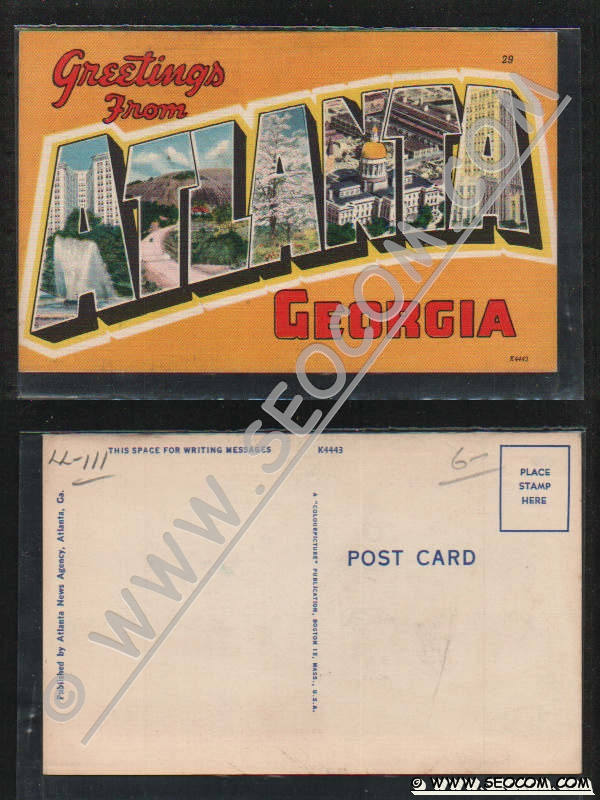 Greetings
From
29
ATLANTA
GEORGIA
K4443
LL-111
THIS SPACE FOR WRITING MESSAGES
K4443
6-
PLACE
STAMP
HERE
Published by Atlanta News Agency, Atlanta, Ga.
A "COLOURPICTURE" PUBLICATION, BOSTON 15, MASS., U.S.A.
POST CARD
© WWW.SEOCOM.COM
© WWW.SEOCOM.COM